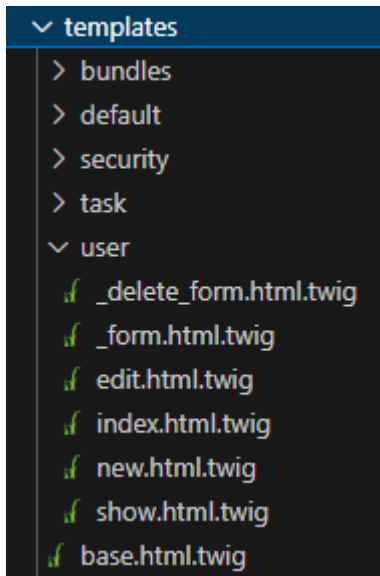 templates
bundles
default
security
task
user
_delete_form.html.twig
_form.html.twig
edit.html.twig
index.html.twig
new.html.twig
show.html.twig
base.html.twig